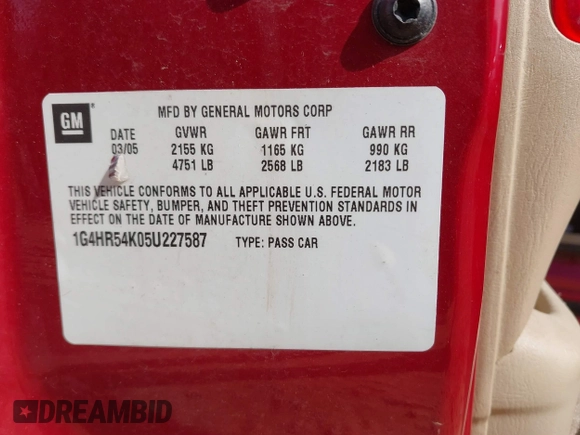 GM
MFD BY GENERAL MOTORS CORP
DATE GVWR GAWR FRT GAWR RR
03/05 2155 KG 1165 KG 990 KG
4751 LB 2568 LB 2183 LB
THIS VEHICLE CONFORMS TO ALL APPLICABLE U.S. FEDERAL MOTOR
VEHICLE SAFETY, BUMPER, AND THEFT PREVENTION STANDARDS IN
EFFECT ON THE DATE OF MANUFACTURE SHOWN ABOVE.
1G4HR54K05U227587 TYPE: PASS CAR
DREAMBID